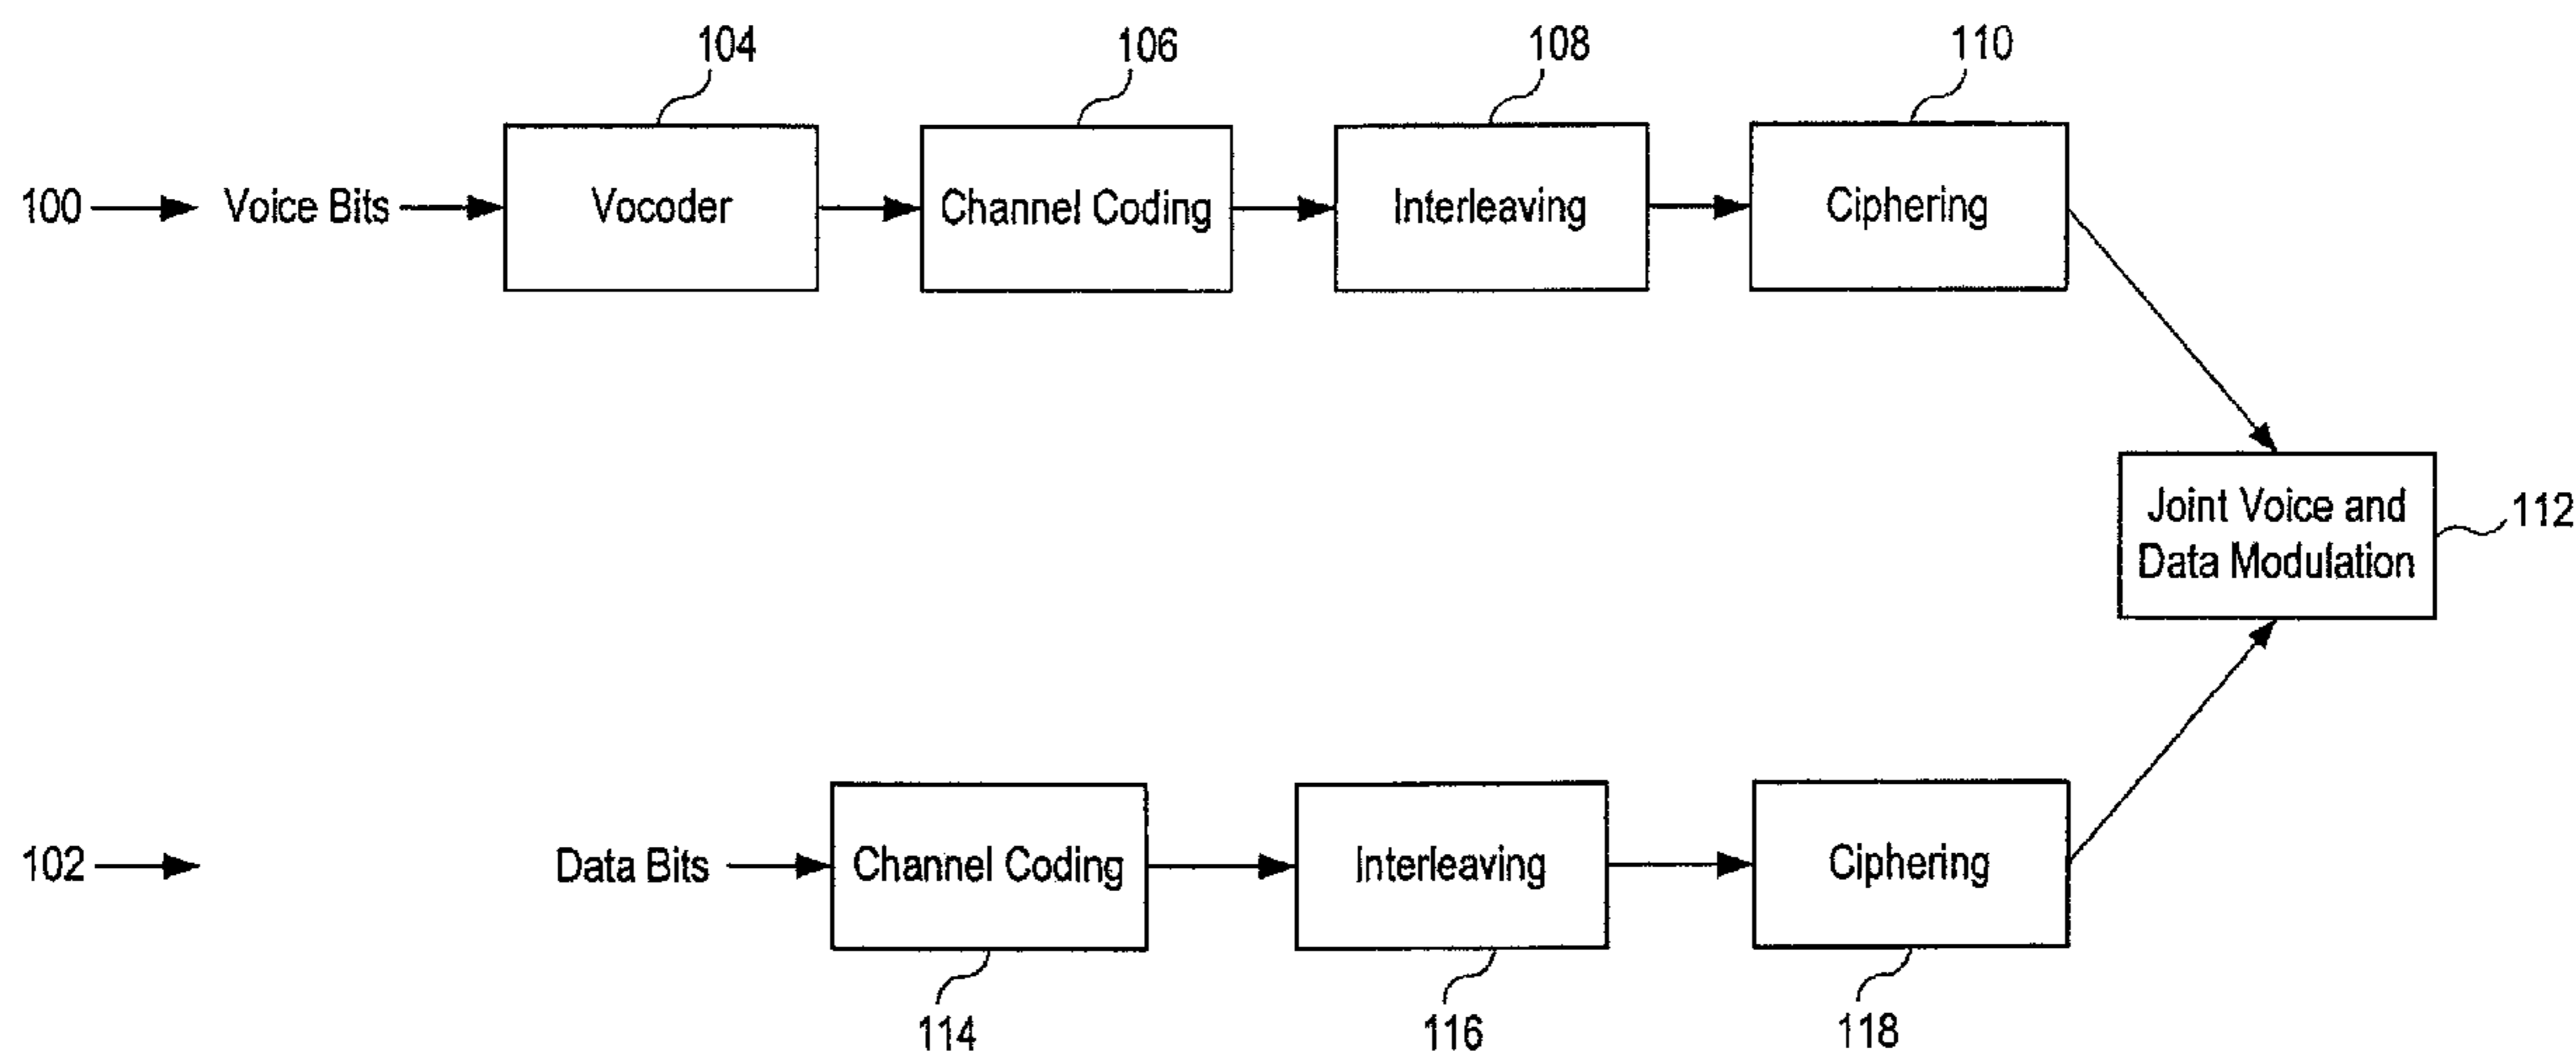 104
106
108
110
100
Voice Bits
Vocoder
Channel Coding
Interleaving
Ciphering
Joint Voice and
Data Modulation
112
102
Data Bits
Channel Coding
Interleaving
Ciphering
114
116
118